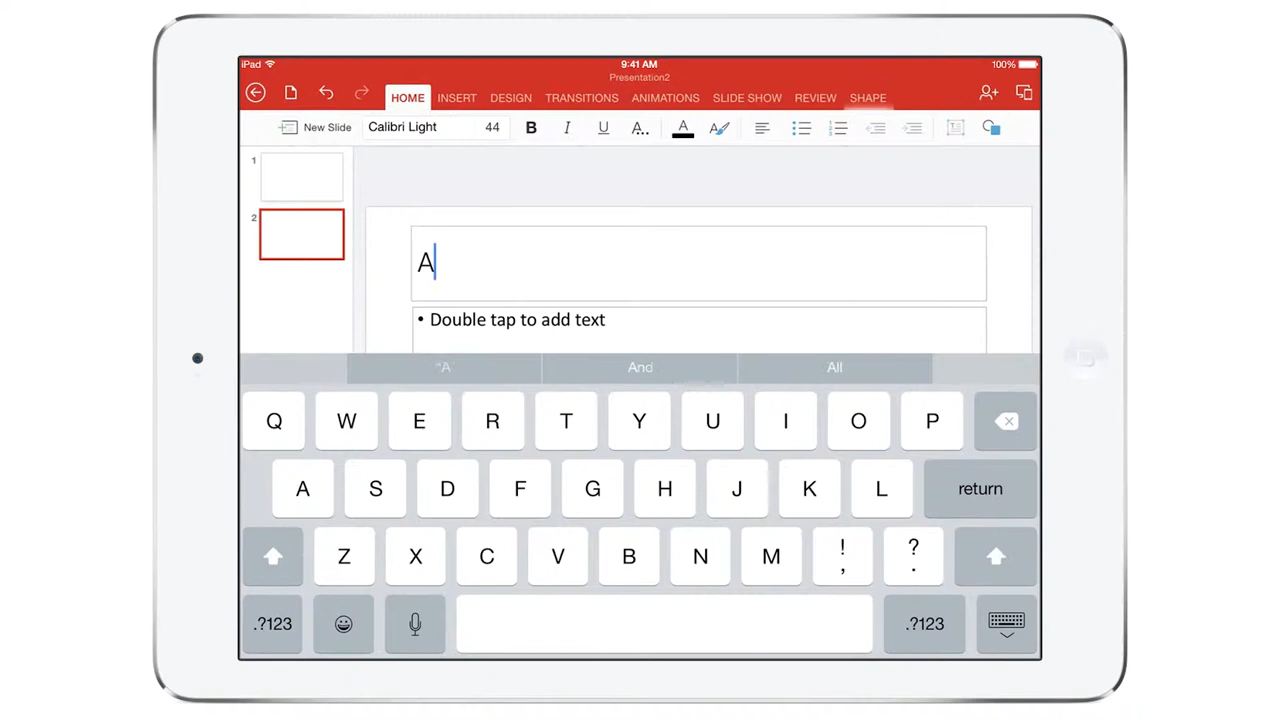 iPad 9:41 AM 100%
Presentation2
HOME INSERT DESIGN TRANSITIONS ANIMATIONS SLIDE SHOW REVIEW SHAPE
New Slide Calibri Light 44 B I U A.. A
1
2
A
• Double tap to add text
"A" And All
Q W E R T Y U I O P
A S D F G H J K L return
Z X C V B N M ! , ? .
.?123 .?123